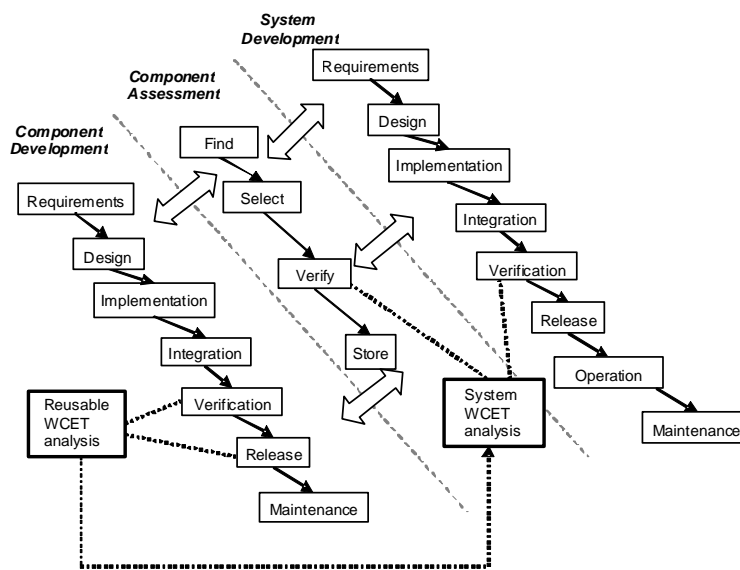 System
Development
Requirements
Design
Implementation
Integration
Verification
Release
Operation
Maintenance
Component
Assessment
Find
Select
Verify
Store
System
WCET
analysis
Component
Development
Requirements
Design
Implementation
Integration
Verification
Release
Maintenance
Reusable
WCET
analysis